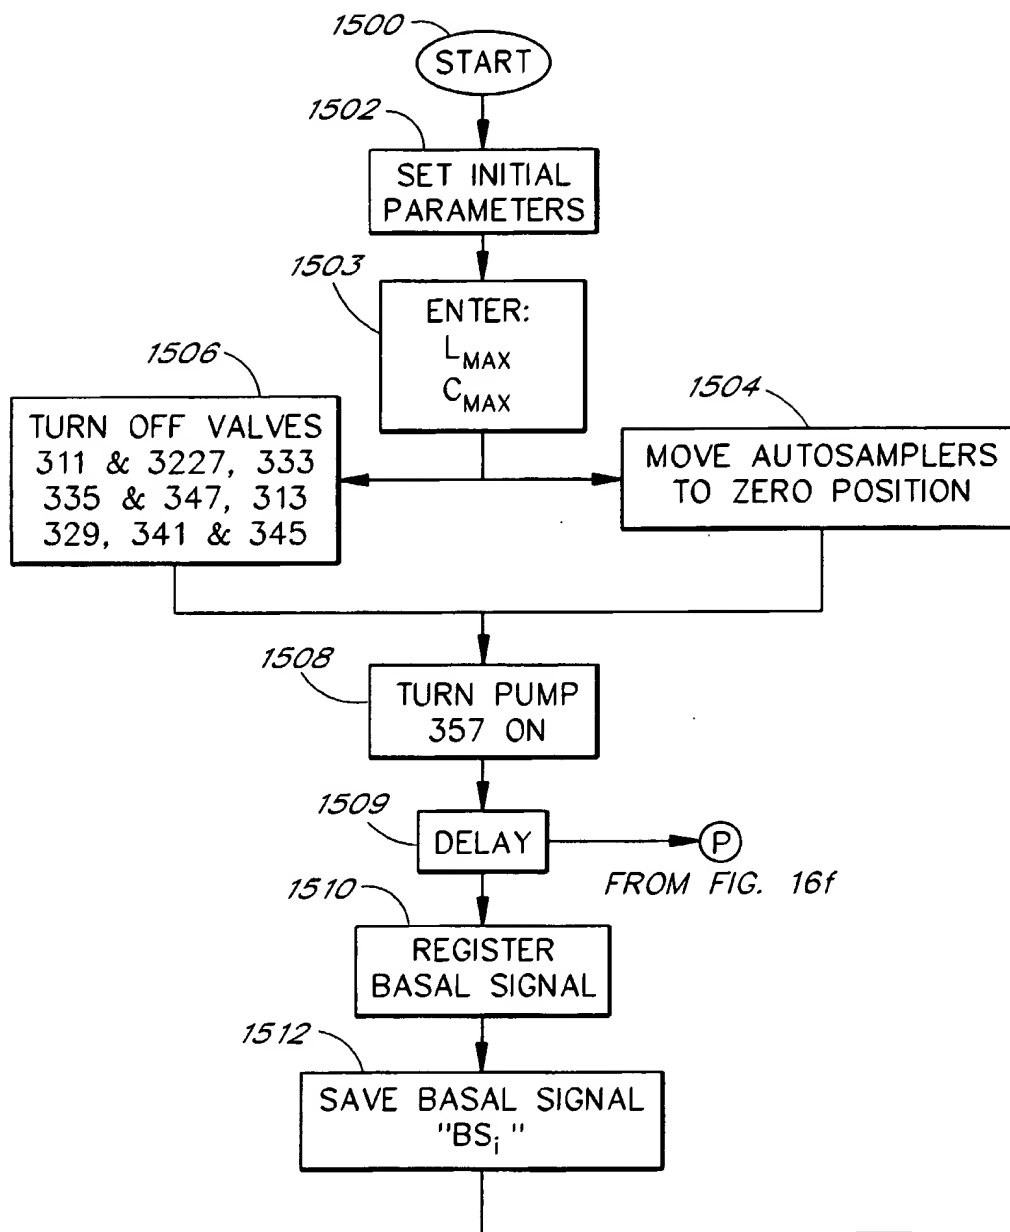 1500
START
1502
SET INITIAL
PARAMETERS
1503
ENTER:
LMAX
CMAX
1506
TURN OFF VALVES
311 & 3227, 333
335 & 347, 313
329, 341 & 345
1504
MOVE AUTOSAMPLERS
TO ZERO POSITION
1508
TURN PUMP
357 ON
1509
DELAY
P
FROM FIG. 16f
1510
REGISTER
BASAL SIGNAL
1512
SAVE BASAL SIGNAL
"BSi"